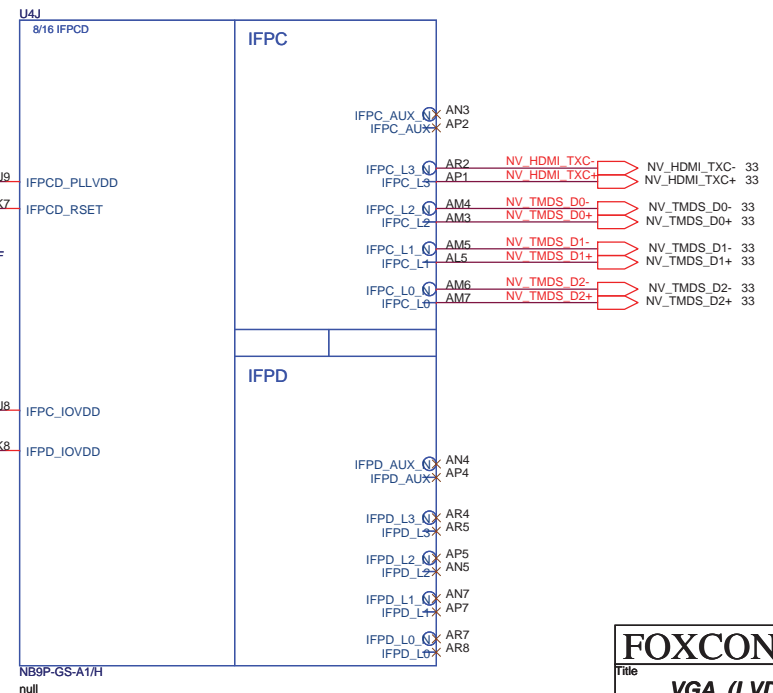 U4J
8/16 IFPCD
IFPC
IFPC_AUX_N AN3
IFPC_AUX AP2
IFPC_L3_N AR2 NV_HDMI_TXC- NV_HDMI_TXC- 33
IFPCD_PLLVDD IFPC_L3 AP1 NV_HDMI_TXC+ NV_HDMI_TXC+ 33
IFPCD_RSET IFPC_L2_N AM4 NV_TMDS_D0- NV_TMDS_D0- 33
IFPC_L2 AM3 NV_TMDS_D0+ NV_TMDS_D0+ 33
IFPC_L1_N AM5 NV_TMDS_D1- NV_TMDS_D1- 33
IFPC_L1 AL5 NV_TMDS_D1+ NV_TMDS_D1+ 33
IFPC_L0_N AM6 NV_TMDS_D2- NV_TMDS_D2- 33
IFPC_L0 AM7 NV_TMDS_D2+ NV_TMDS_D2+ 33
IFPD
IFPC_IOVDD
IFPD_IOVDD
IFPD_AUX_N AN4
IFPD_AUX AP4
IFPD_L3_N AR4
IFPD_L3 AR5
IFPD_L2_N AP5
IFPD_L2 AN5
IFPD_L1_N AN7
IFPD_L1 AP7
IFPD_L0_N AR7
IFPD_L0 AR8
NB9P-GS-A1/H
null
FOXCON
Title
VGA (LVD